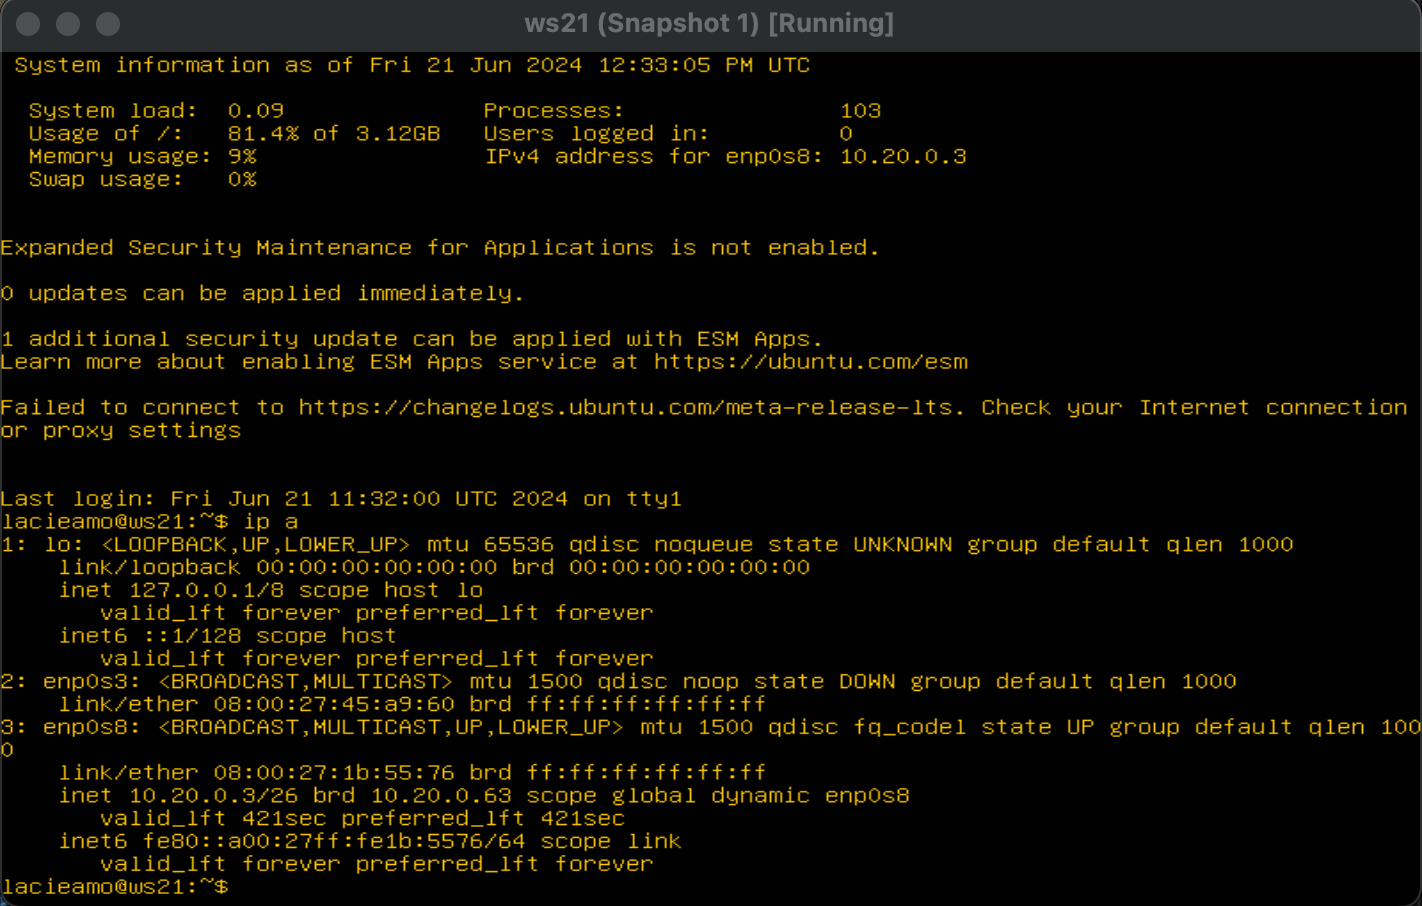 ws21 (Snapshot 1) [Running]
System information as of Fri 21 Jun 2024 12:33:05 PM UTC
System load:  0.09              Processes:               103
Usage of /:   81.4% of 3.12GB   Users logged in:         0
Memory usage: 9%                IPv4 address for enp0s8: 10.20.0.3
Swap usage:   0%
Expanded Security Maintenance for Applications is not enabled.
0 updates can be applied immediately.
1 additional security update can be applied with ESM Apps.
Learn more about enabling ESM Apps service at https://ubuntu.com/esm
Failed to connect to https://changelogs.ubuntu.com/meta-release-lts. Check your Internet connection
or proxy settings
Last login: Fri Jun 21 11:32:00 UTC 2024 on tty1
lacieamo@ws21:~$ ip a
1: lo: <LOOPBACK,UP,LOWER_UP> mtu 65536 qdisc noqueue state UNKNOWN group default qlen 1000
link/loopback 00:00:00:00:00:00 brd 00:00:00:00:00:00
inet 127.0.0.1/8 scope host lo
valid_lft forever preferred_lft forever
inet6 ::1/128 scope host
valid_lft forever preferred_lft forever
2: enp0s3: <BROADCAST,MULTICAST> mtu 1500 qdisc noop state DOWN group default qlen 1000
link/ether 08:00:27:45:a9:60 brd ff:ff:ff:ff:ff:ff
3: enp0s8: <BROADCAST,MULTICAST,UP,LOWER_UP> mtu 1500 qdisc fq_codel state UP group default qlen 100
0
link/ether 08:00:27:1b:55:76 brd ff:ff:ff:ff:ff:ff
inet 10.20.0.3/26 brd 10.20.0.63 scope global dynamic enp0s8
valid_lft 421sec preferred_lft 421sec
inet6 fe80::a00:27ff:fe1b:5576/64 scope link
valid_lft forever preferred_lft forever
lacieamo@ws21:~$